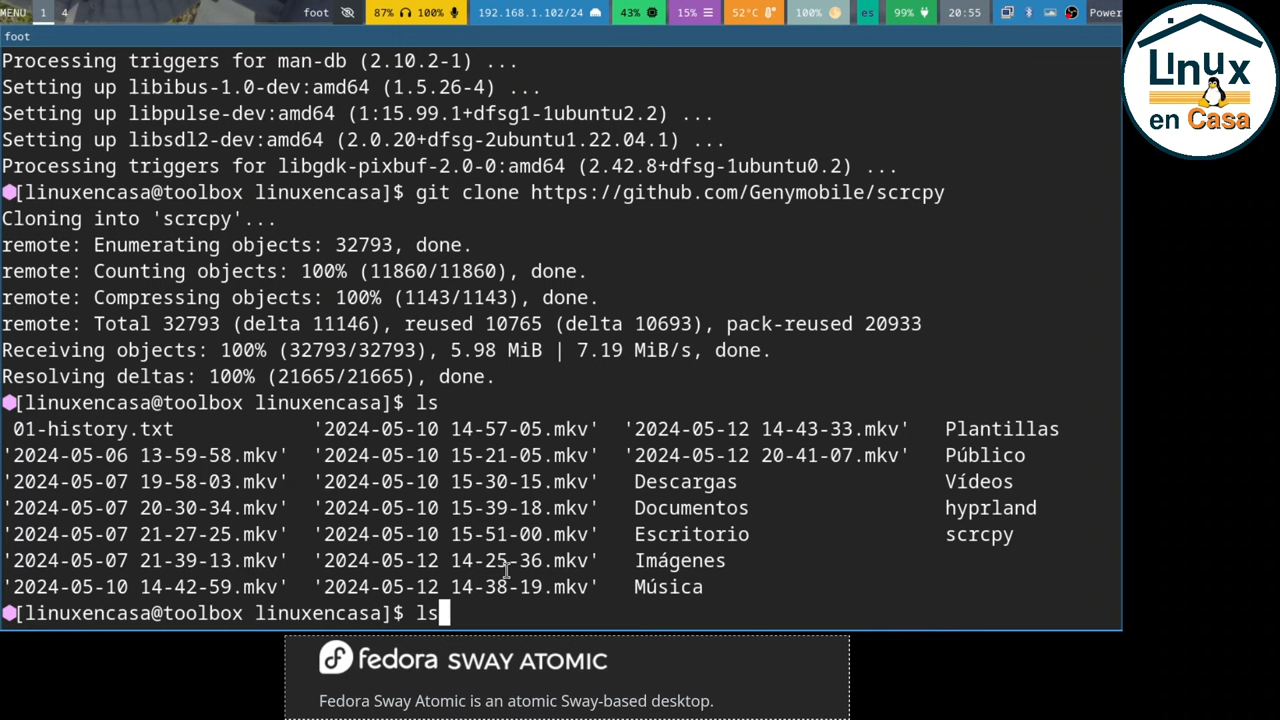 MENU 1 4 foot 87% 100% 192.168.1.102/24 43% 15% 52°C 100% es 99% 20:55 Power
foot
Processing triggers for man-db (2.10.2-1) ...
Setting up libibus-1.0-dev:amd64 (1.5.26-4) ...
Setting up libpulse-dev:amd64 (1:15.99.1+dfsg1-1ubuntu2.2) ...
Setting up libsdl2-dev:amd64 (2.0.20+dfsg-2ubuntu1.22.04.1) ...
Processing triggers for libgdk-pixbuf-2.0-0:amd64 (2.42.8+dfsg-1ubuntu0.2) ...
[linuxencasa@toolbox linuxencasa]$ git clone https://github.com/Genymobile/scrcpy
Cloning into 'scrcpy'...
remote: Enumerating objects: 32793, done.
remote: Counting objects: 100% (11860/11860), done.
remote: Compressing objects: 100% (1143/1143), done.
remote: Total 32793 (delta 11146), reused 10765 (delta 10693), pack-reused 20933
Receiving objects: 100% (32793/32793), 5.98 MiB | 7.19 MiB/s, done.
Resolving deltas: 100% (21665/21665), done.
[linuxencasa@toolbox linuxencasa]$ ls
01-history.txt '2024-05-10 14-57-05.mkv' '2024-05-12 14-43-33.mkv' Plantillas
'2024-05-06 13-59-58.mkv' '2024-05-10 15-21-05.mkv' '2024-05-12 20-41-07.mkv' Público
'2024-05-07 19-58-03.mkv' '2024-05-10 15-30-15.mkv' Descargas Vídeos
'2024-05-07 20-30-34.mkv' '2024-05-10 15-39-18.mkv' Documentos hyprland
'2024-05-07 21-27-25.mkv' '2024-05-10 15-51-00.mkv' Escritorio scrcpy
'2024-05-07 21-39-13.mkv' '2024-05-12 14-25-36.mkv' Imágenes
'2024-05-10 14-42-59.mkv' '2024-05-12 14-38-19.mkv' Música
[linuxencasa@toolbox linuxencasa]$ ls
fedora SWAY ATOMIC
Fedora Sway Atomic is an atomic Sway-based desktop.
Linux
en Casa